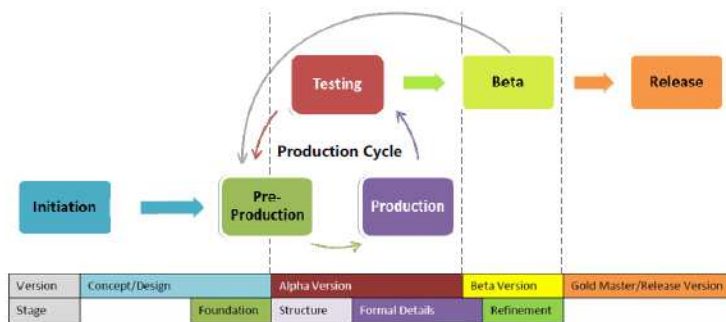 Testing
Beta
Release
Production Cycle
Initiation
Pre-
Production
Production
Version Concept/Design Alpha Version Beta Version Gold Master/Release Version
Stage Foundation Structure Formal Details Refinement